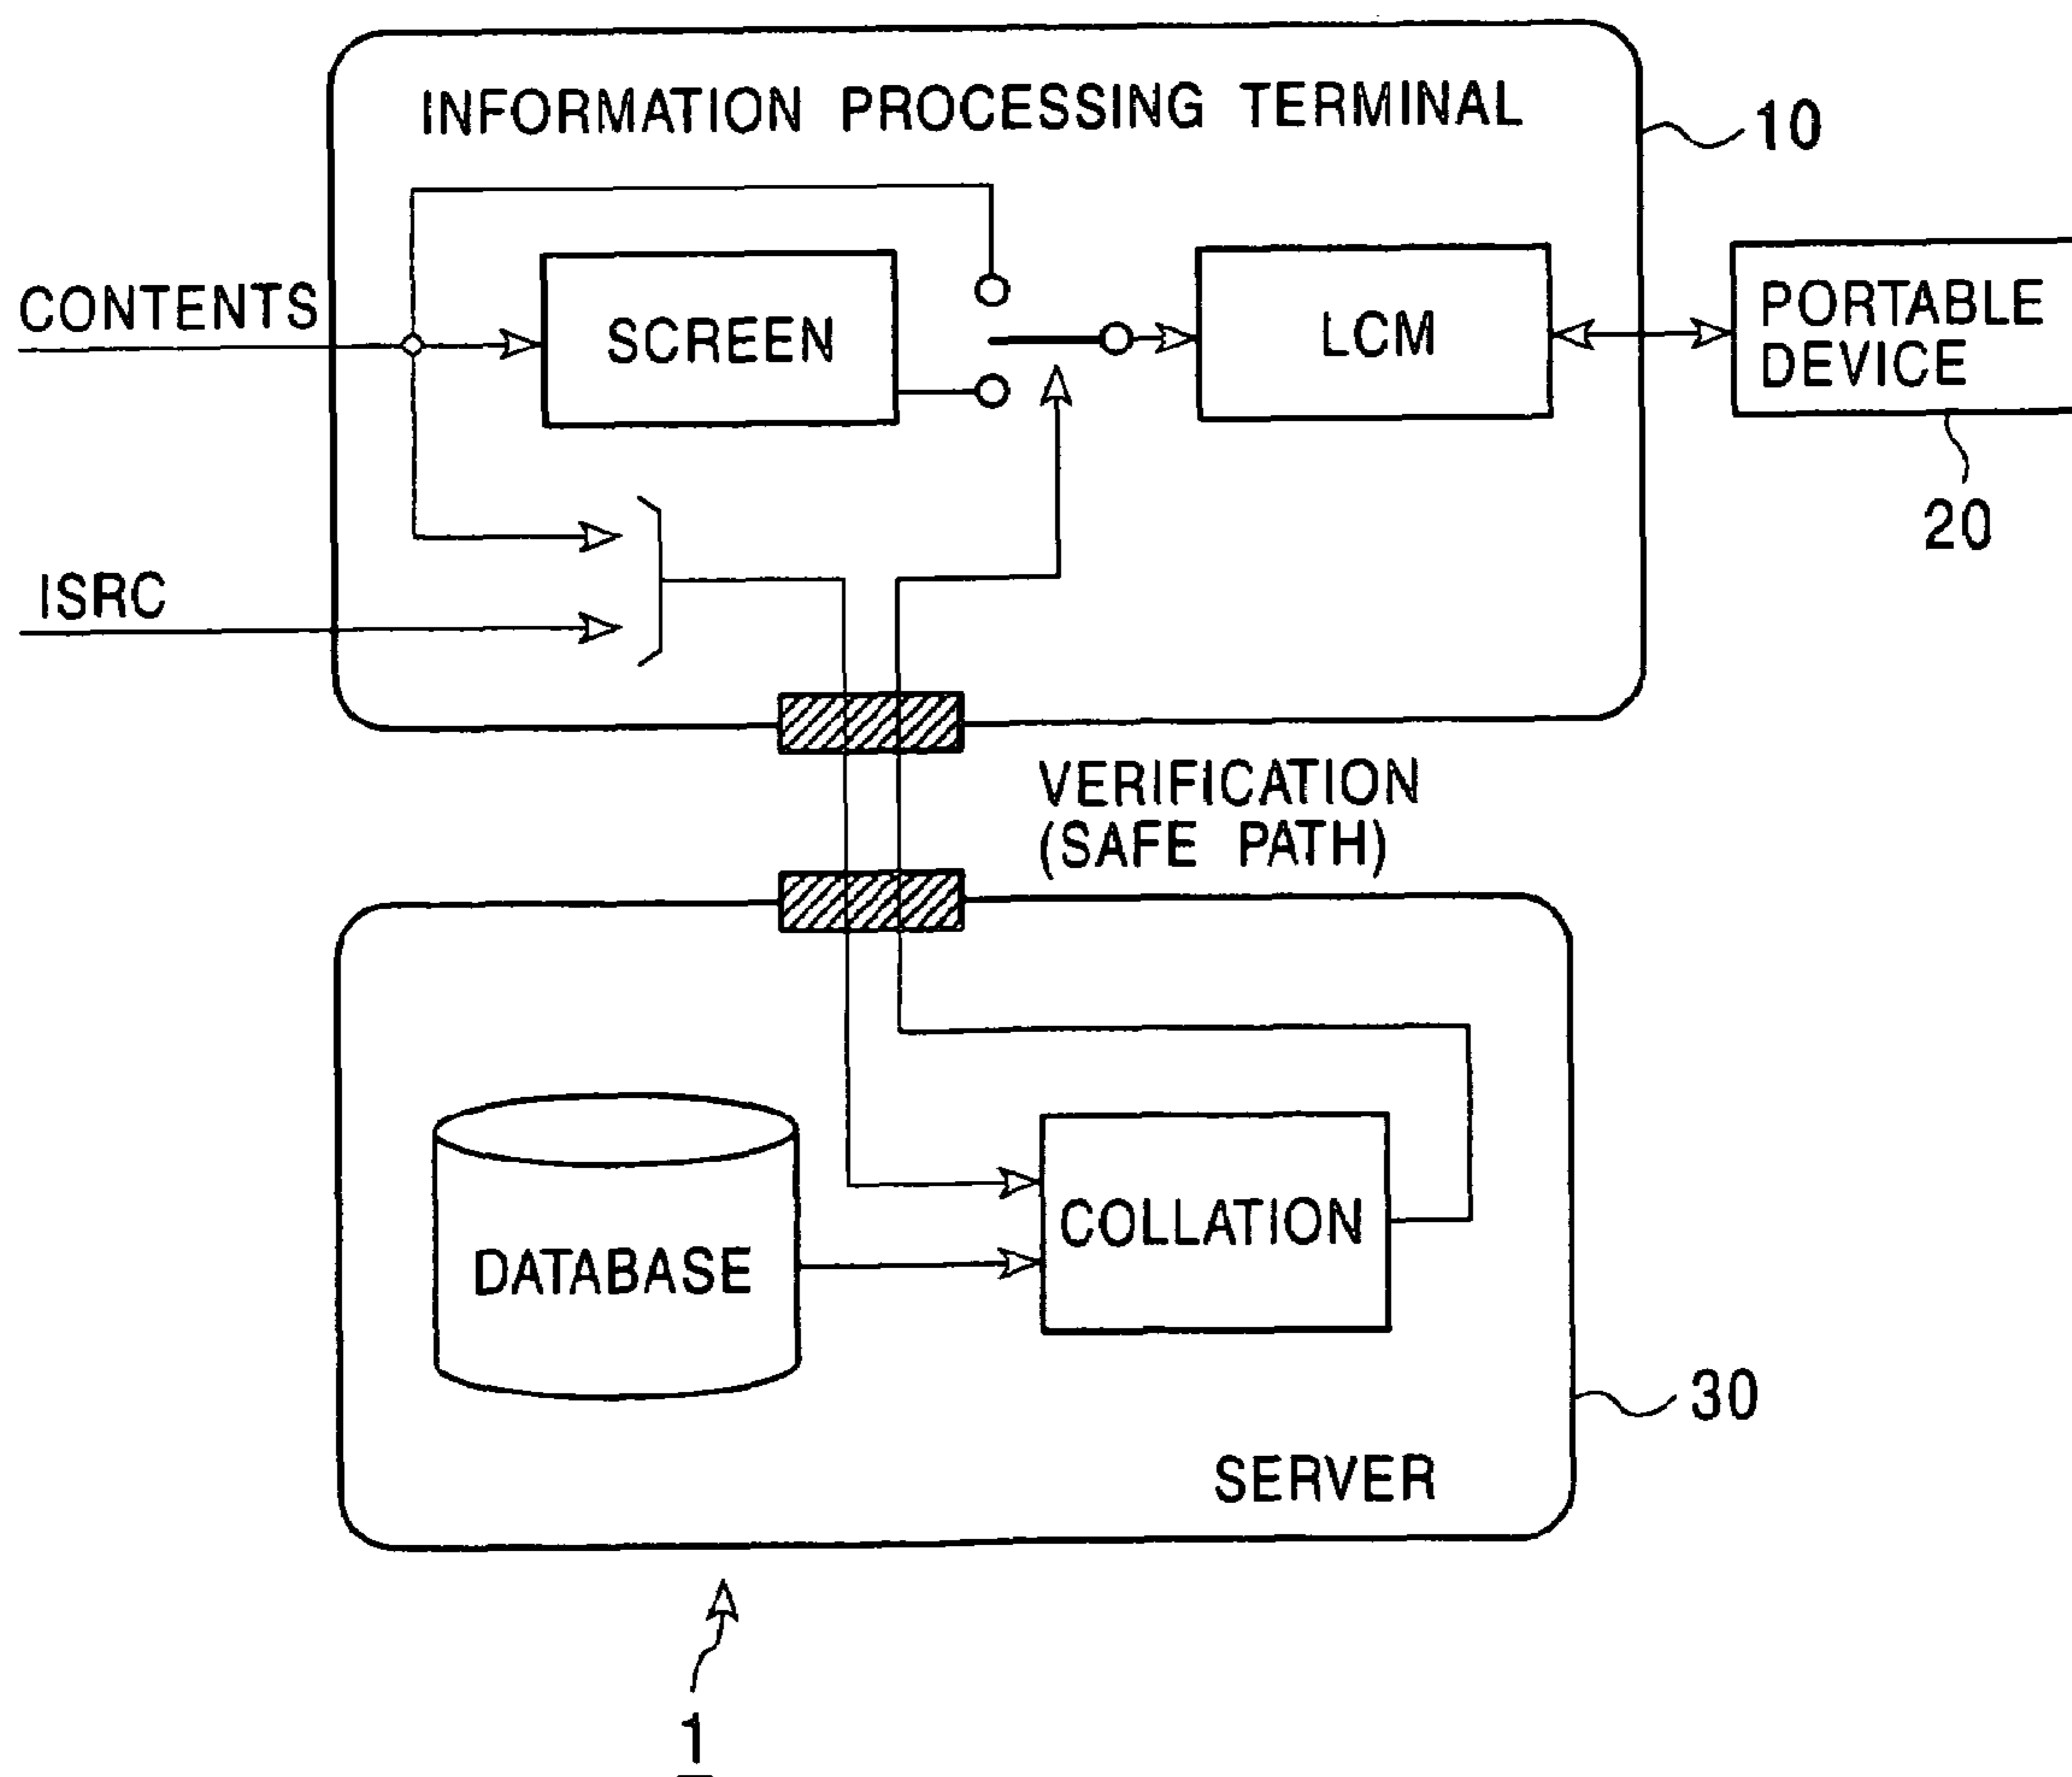 INFORMATION PROCESSING TERMINAL
10
CONTENTS
SCREEN
LCM
PORTABLE
DEVICE
20
ISRC
VERIFICATION
(SAFE PATH)
DATABASE
COLLATION
30
SERVER
1